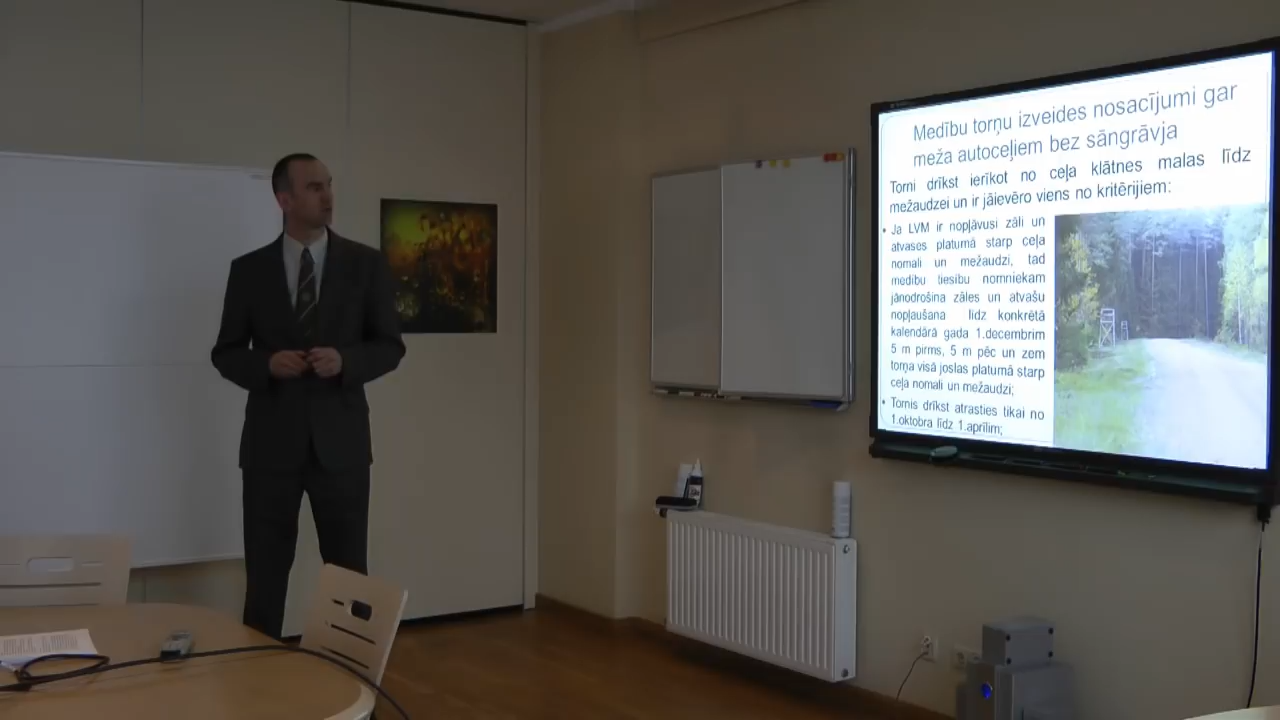 Medību torņu izveides nosacījumi gar
meža autoceļiem bez sāngrāvja
Torni drīkst ierīkot no ceļa klātnes malas līdz
mežaudzei un ir jāievēro viens no kritērijiem:
• Ja LVM ir nopļāvusi zāli un
atvases platumā starp ceļa
nomali un mežaudzi, tad
medību tiesību nomniekam
jānodrošina zāles un atvašu
nopļaušana līdz konkrētā
kalendārā gada 1.decembrim
5 m pirms, 5 m pēc un zem
torņa visā joslas platumā starp
ceļa nomali un mežaudzi;
• Tornis drīkst atrasties tikai no
1.oktobra līdz 1.aprīlim;